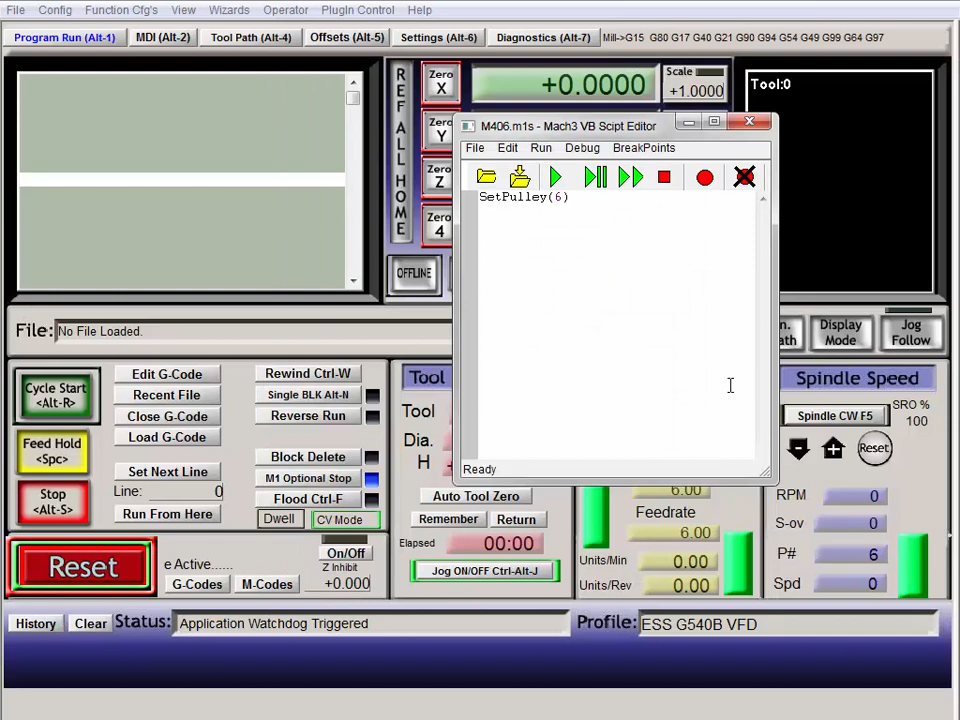 File Config Function Cfg's View Wizards Operator PlugIn Control Help
Program Run (Alt-1) MDI (Alt-2) Tool Path (Alt-4) Offsets (Alt-5) Settings (Alt-6) Diagnostics (Alt-7) Mill->G15 G80 G17 G40 G21 G90 G94 G54 G49 G99 G64 G97
REF ALL HOME
Zero X
+0.0000
Scale
+1.0000
Tool:0
Zero Y
Zero Z
Zero 4
OFFLINE
M406.m1s - Mach3 VB Scipt Editor
File Edit Run Debug BreakPoints
SetPulley(6)
Ready
File: No File Loaded.
Display Mode
Jog Follow
Cycle Start <Alt-R>
Feed Hold <Spc>
Stop <Alt-S>
Edit G-Code
Recent File
Close G-Code
Load G-Code
Set Next Line
Line: 0
Run From Here
Rewind Ctrl-W
Single BLK Alt-N
Reverse Run
Block Delete
M1 Optional Stop
Flood Ctrl-F
Dwell CV Mode
Reset
e Active......
G-Codes M-Codes
On/Off
Z Inhibit
+0.000
Tool
Tool
Dia.
H
Auto Tool Zero
Remember Return
Elapsed 00:00
Jog ON/OFF Ctrl-Alt-J
6.00
Feedrate
6.00
Units/Min 0.00
Units/Rev 0.00
Spindle Speed
Spindle CW F5
SRO %
100
Reset
RPM 0
S-ov 0
P# 6
Spd 0
History Clear Status: Application Watchdog Triggered Profile: ESS G540B VFD